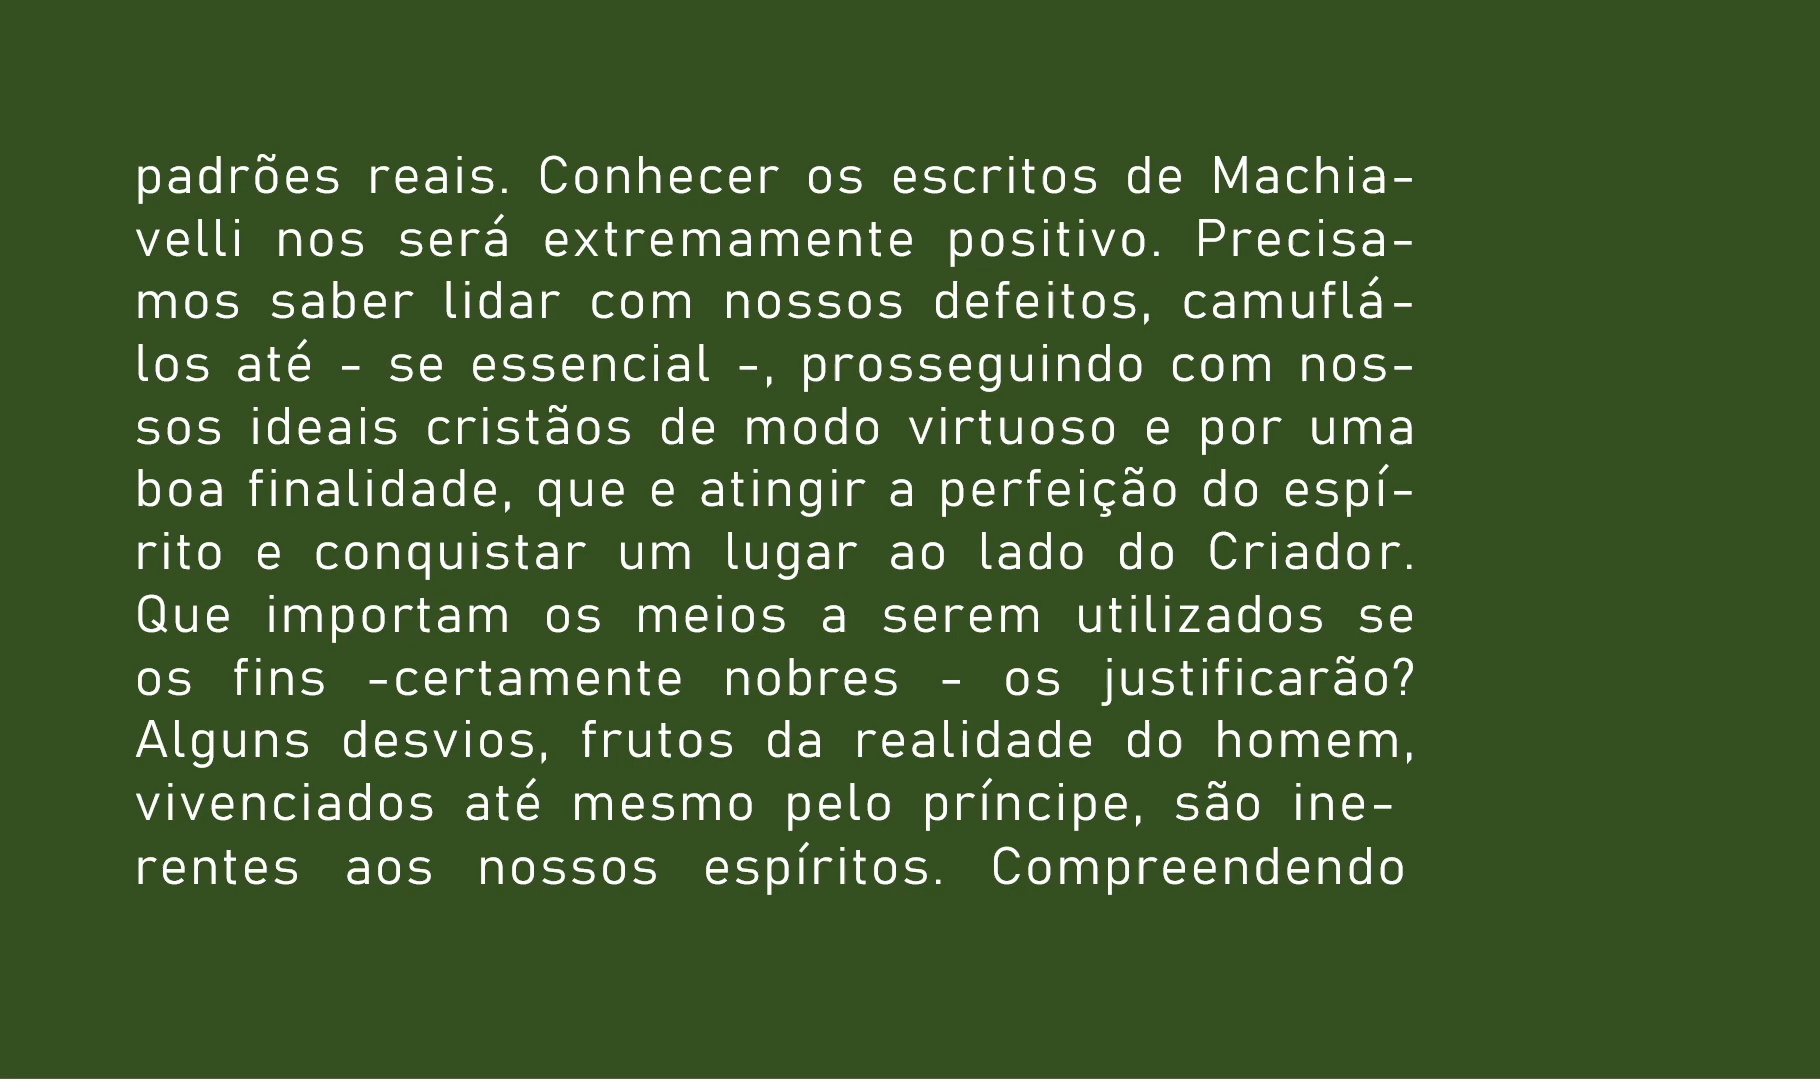 padrões reais. Conhecer os escritos de Machia-
velli nos será extremamente positivo. Precisa-
mos saber lidar com nossos defeitos, camuflá-
los até - se essencial -, prosseguindo com nos-
sos ideais cristãos de modo virtuoso e por uma
boa finalidade, que e atingir a perfeição do espí-
rito e conquistar um lugar ao lado do Criador.
Que importam os meios a serem utilizados se
os fins -certamente nobres - os justificarão?
Alguns desvios, frutos da realidade do homem,
vivenciados até mesmo pelo príncipe, são ine-
rentes aos nossos espíritos. Compreendendo